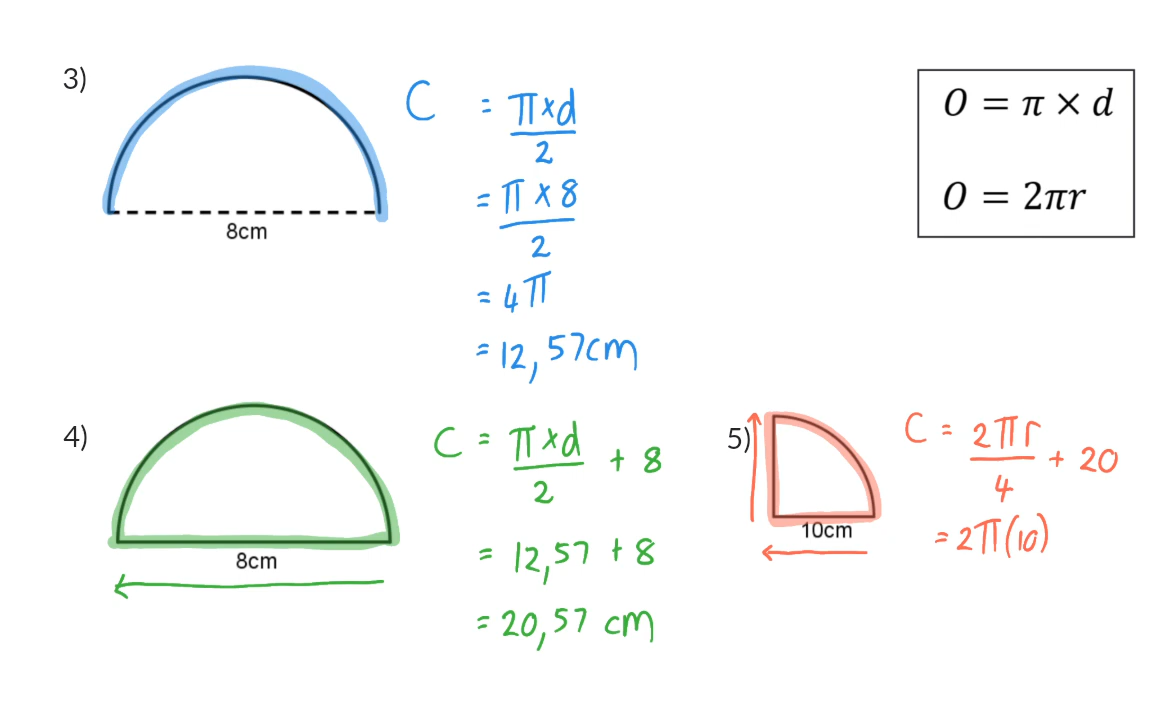 3)
8cm
C = π×d/2
= π × 8/2
= 4π
= 12,57cm
O = π × d
O = 2πr
4)
8cm
C = π×d/2 + 8
= 12,57 + 8
= 20,57 cm
5)
10cm
C = 2πr/4 + 20
= 2π(10)